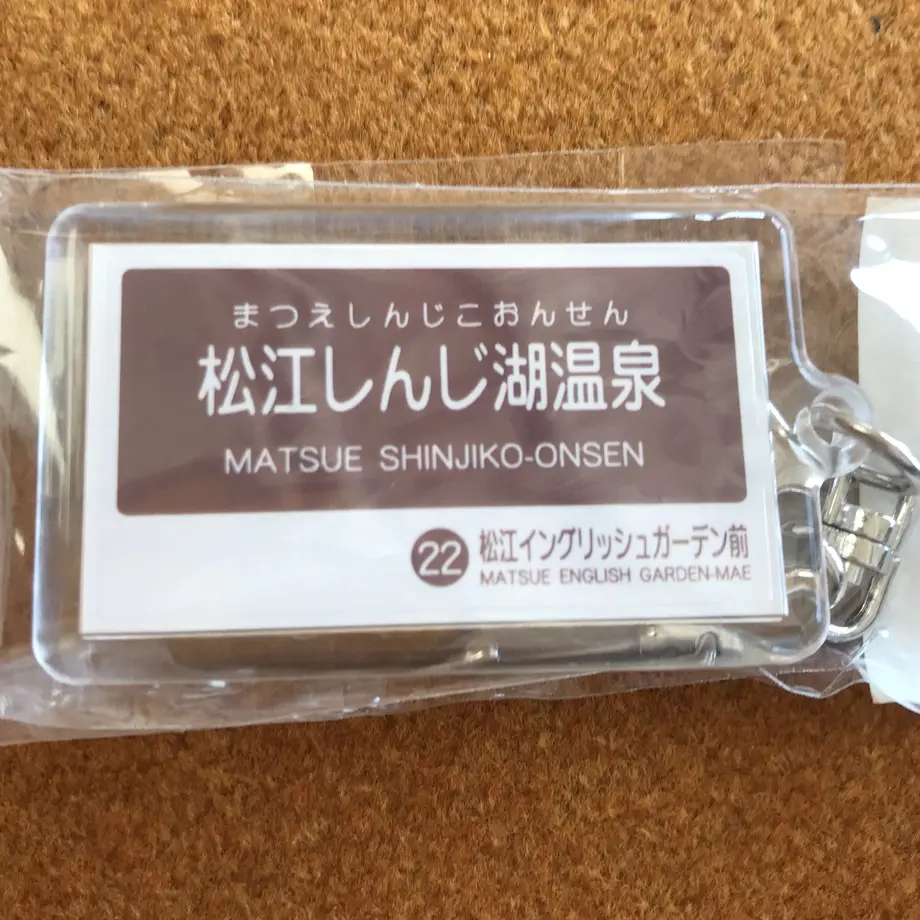 まつえしんじこおんせん
松江しんじ湖温泉
MATSUE SHINJIKO-ONSEN
22 松江イングリッシュガーデン前
MATSUE ENGLISH GARDEN-MAE